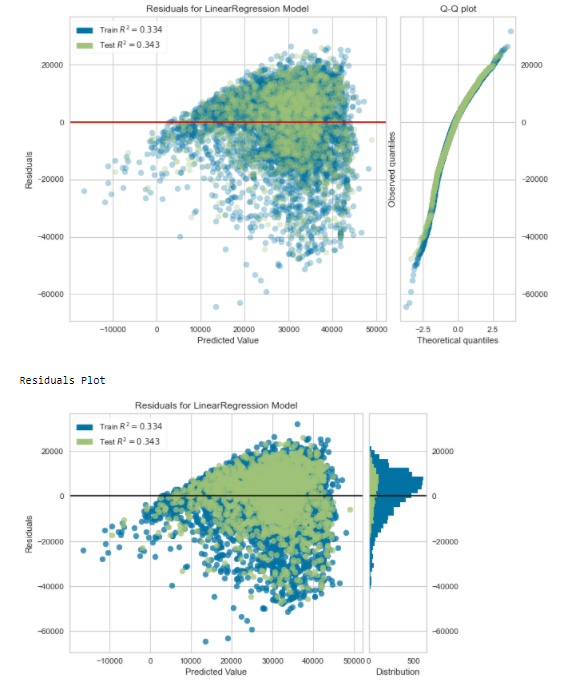 Residuals for LinearRegression Model
Train R² = 0.334
Test R² = 0.343
20000
0
−20000
−40000
−60000
Residuals
−10000 0 10000 20000 30000 40000 50000
Predicted Value
Q-Q plot
Observed quantiles
20000
0
−20000
−40000
−60000
−2.5 0.0 2.5
Theoretical quantiles
Residuals Plot
Residuals for LinearRegression Model
Train R² = 0.334
Test R² = 0.343
20000
0
−20000
−40000
−60000
Residuals
−10000 0 10000 20000 30000 40000 50000
Predicted Value
20000
0
−20000
−40000
−60000
0 500
Distribution